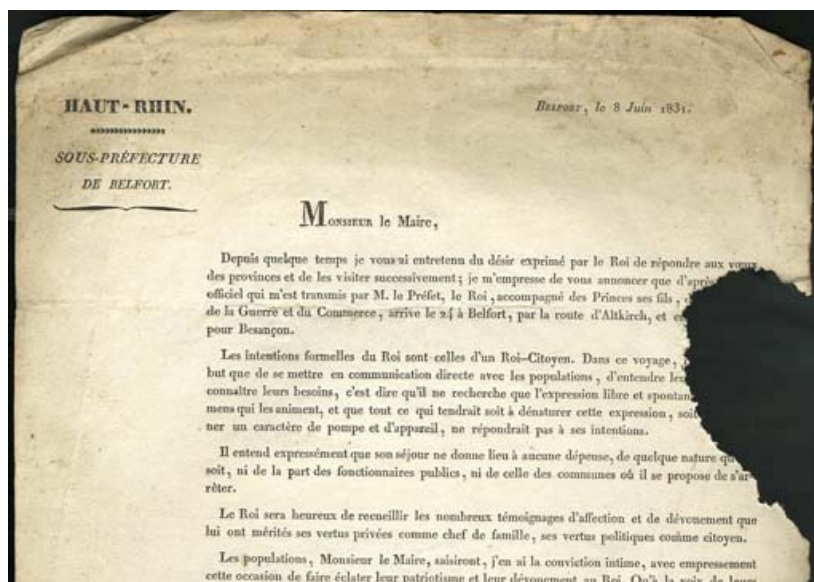 HAUT-RHIN.
SOUS-PRÉFECTURE
DE BELFORT.
BELFORT, le 8 Juin 1831.
MONSIEUR le Maire,
Depuis quelque temps je vous ai entretenu du désir exprimé par le Roi de répondre aux vœux
des provinces et de les visiter successivement; je m'empresse de vous annoncer que d'après
officiel qui m'est transmis par M. le Préfet, le Roi, accompagné des Princes ses fils,
de la Guerre et du Commerce, arrive le 24 à Belfort, par la route d'Altkirch, et
pour Besançon.
Les intentions formelles du Roi sont celles d'un Roi-Citoyen. Dans ce voyage,
but que de se mettre en communication directe avec les populations, d'entendre
connaître leurs besoins, c'est dire qu'il ne recherche que l'expression libre et
mens qui les animent, et que tout ce qui tendrait soit à dénaturer cette expression, soit
ner un caractère de pompe et d'appareil, ne répondrait pas à ses intentions.
Il entend expressément que son séjour ne donne lieu à aucune dépense, de quelque nature
soit, ni de la part des fonctionnaires publics, ni de celle des communes où il se propose de s'ar-
rêter.
Le Roi sera heureux de recueillir les nombreux témoignages d'affection et de dévouement que
lui ont mérités ses vertus privées comme chef de famille, ses vertus politiques comme citoyen.
Les populations, Monsieur le Maire, saisiront, j'en ai la conviction intime, avec empressement
cette occasion de faire éclater leur patriotisme et leur dévouement au Roi. Qu'à la voix de leurs